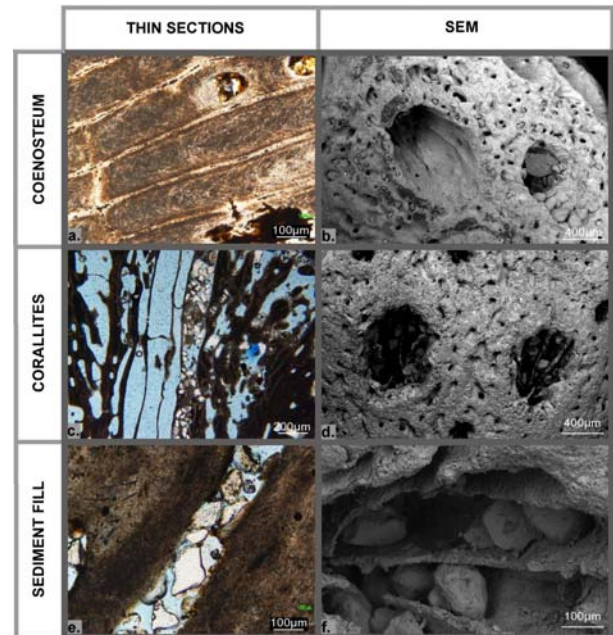 THIN SECTIONS
SEM
COENOSTEUM
a.
100µm
b.
400µm
CORALLITES
c.
200µm
d.
400µm
SEDIMENT FILL
e.
100µm
f.
100µm